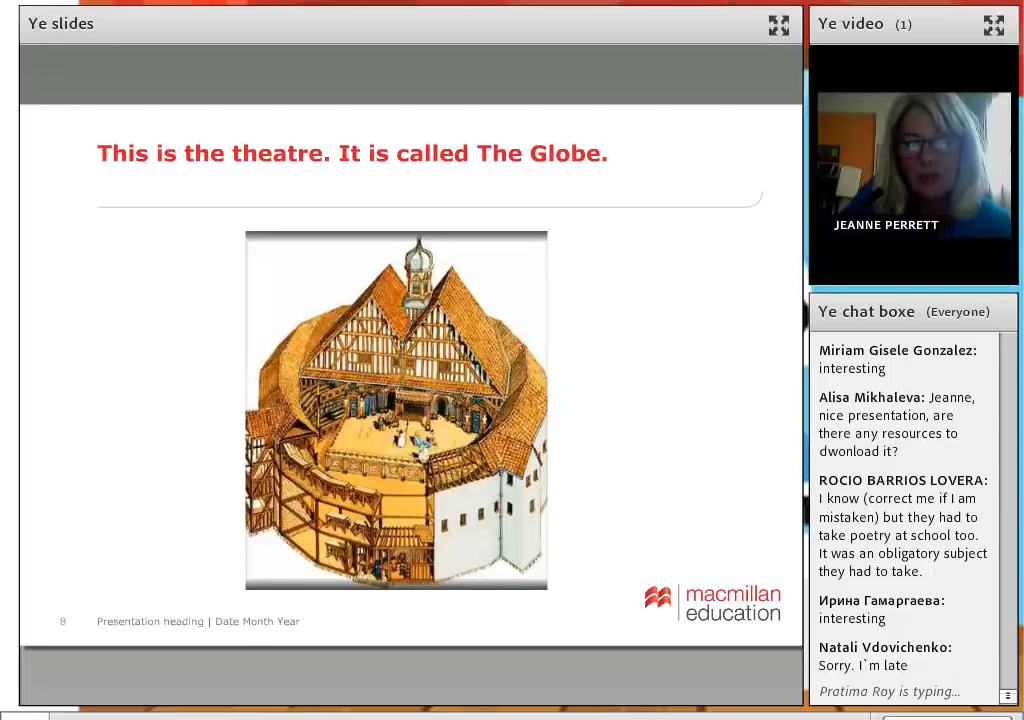 Ye slides
This is the theatre. It is called The Globe.
macmillan
education
8 Presentation heading | Date Month Year
Ye video (1)
JEANNE PERRETT
Ye chat boxe (Everyone)
Miriam Gisele Gonzalez:
interesting
Alisa Mikhaleva: Jeanne,
nice presentation, are
there any resources to
dwonload it?
ROCIO BARRIOS LOVERA:
I know (correct me if I am
mistaken) but they had to
take poetry at school too.
It was an obligatory subject
they had to take.
Ирина Гамаргаева:
interesting
Natali Vdovichenko:
Sorry. I`m late
Pratima Roy is typing...